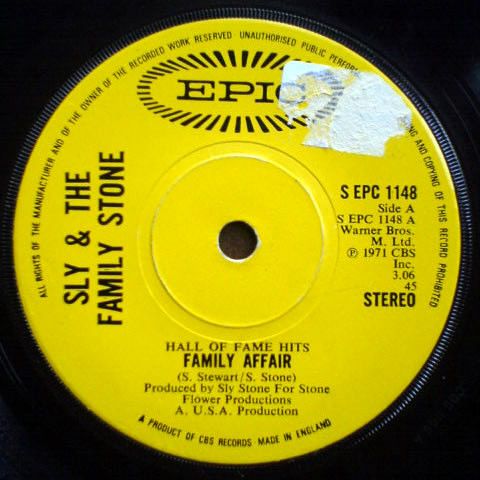 ALL RIGHTS OF THE MANUFACTURER AND OF THE OWNER OF THE RECORDED WORK RESERVED · UNAUTHORISED PUBLIC PERFOR
NG AND COPYING OF THIS RECORD PROHIBITED
EPIC
SLY & THE
FAMILY STONE
S EPC 1148
Side A
S EPC 1148 A
Warner Bros.
M. Ltd.
℗ 1971 CBS
Inc.
3.06
45
STEREO
HALL OF FAME HITS
FAMILY AFFAIR
(S. Stewart/S. Stone)
Produced by Sly Stone For Stone
Flower Productions
A. U.S.A. Production
A PRODUCT OF CBS RECORDS MADE IN ENGLAND